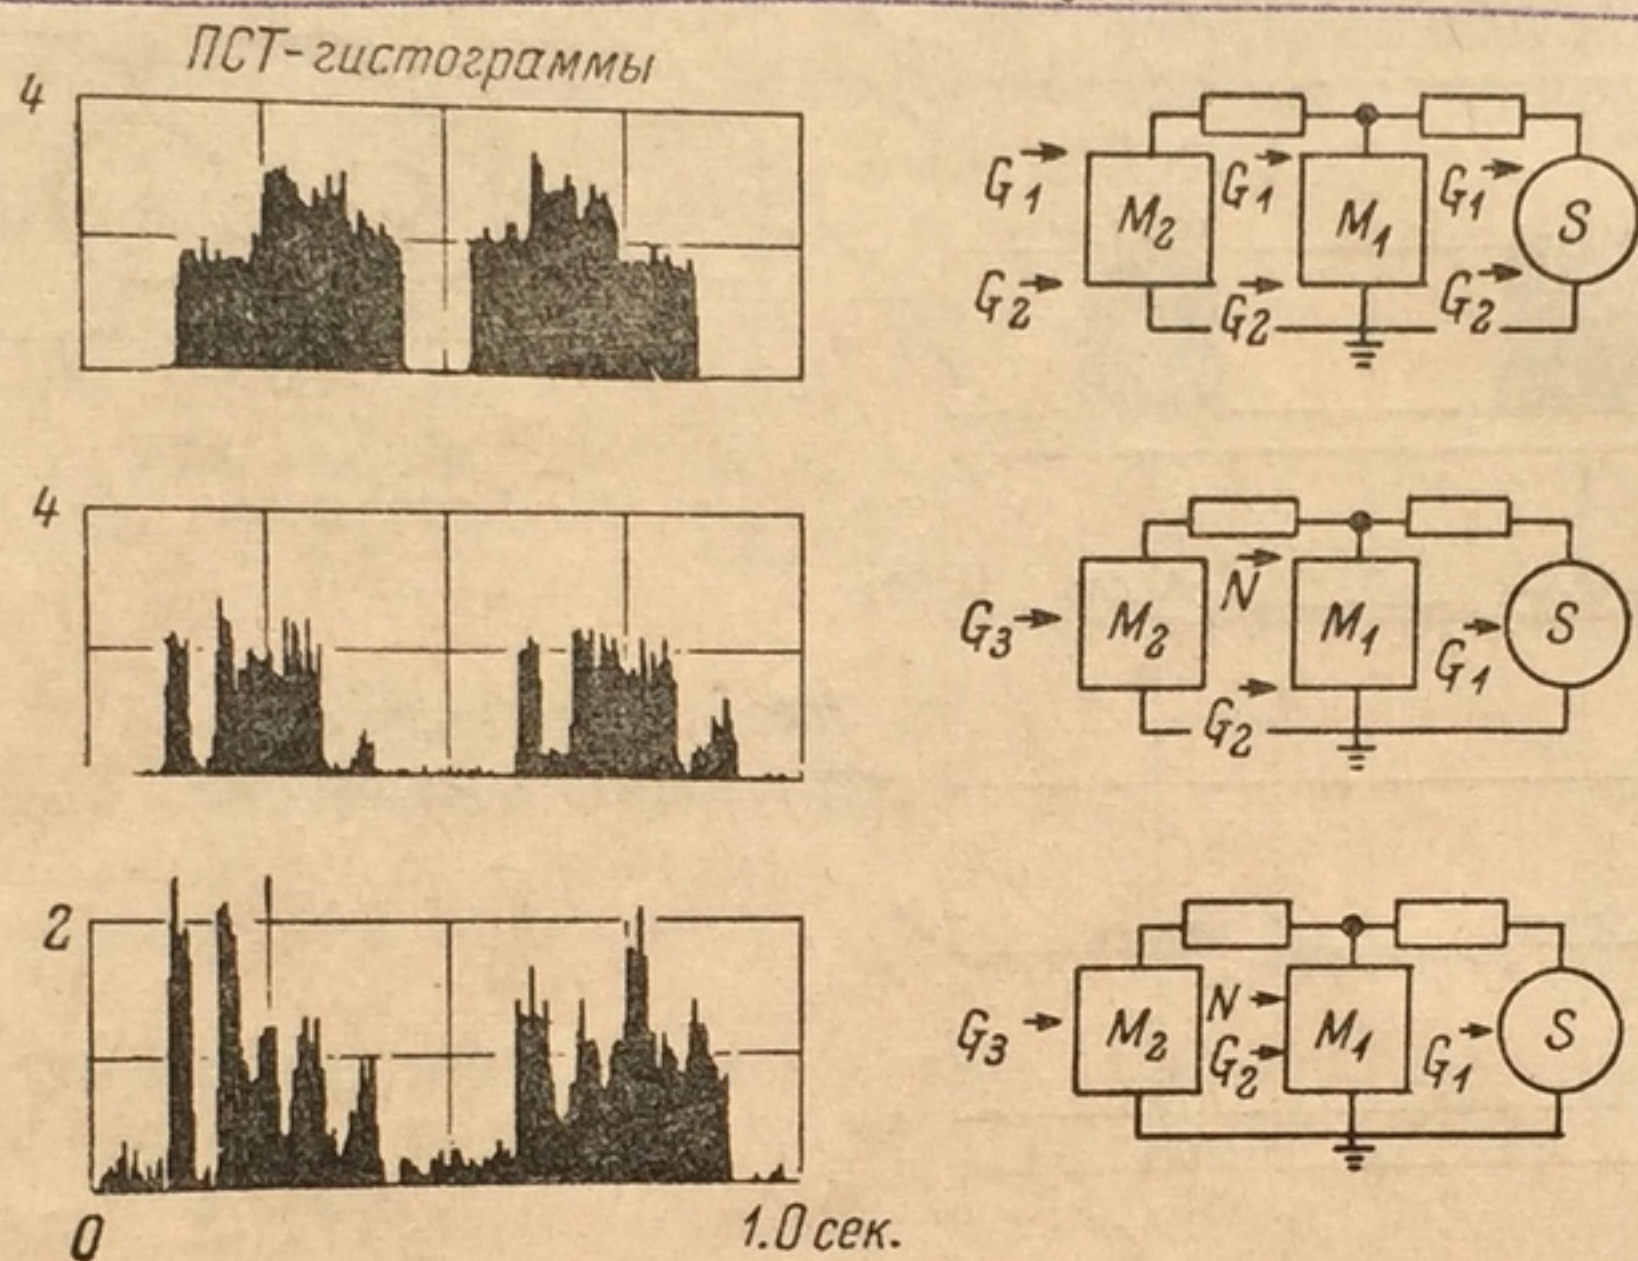 ПСТ-гистограммы
4
G1 M2 G1 M1 G1 S
G2 G2 G2
4
G3 M2 N M1 G1 S
G2
2
G3 M2 N M1 G1 S
G2
0 1.0 сек.